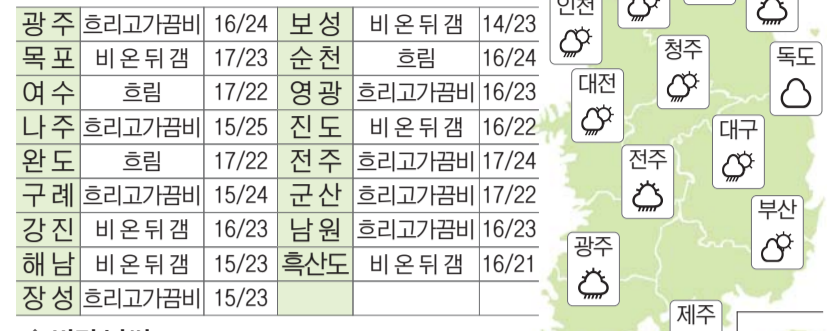 광주 흐리고가끔비 16/24 보성 비온뒤갬 14/23
목포 비온뒤갬 17/23 순천 흐림 16/24
여수 흐림 17/22 영광 흐리고가끔비 16/23
나주 흐리고가끔비 15/25 진도 비온뒤갬 16/22
완도 흐림 17/22 전주 흐리고가끔비 17/24
구례 흐리고가끔비 15/24 군산 흐리고가끔비 17/22
강진 비온뒤갬 16/23 남원 흐리고가끔비 16/23
해남 비온뒤갬 15/23 흑산도 비온뒤갬 16/21
장성 흐리고가끔비 15/23
인천
청주
독도
대전
대구
전주
부산
광주
제주